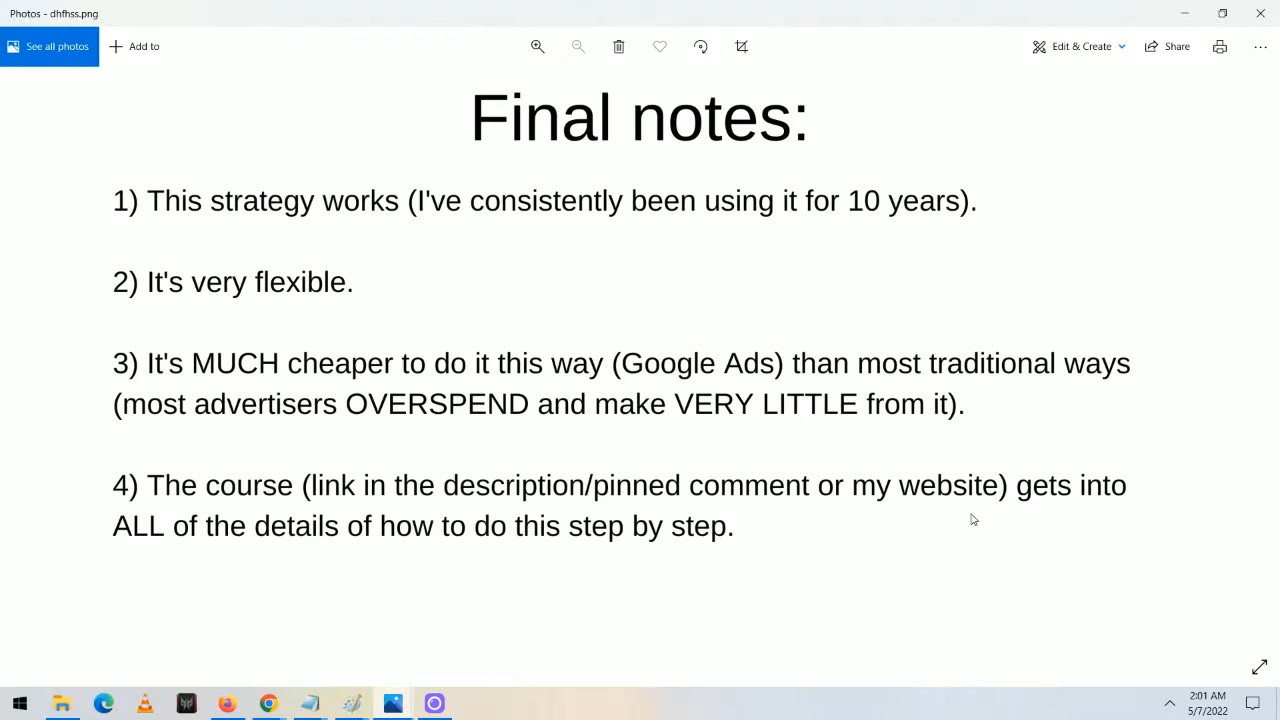 Photos - dhfhss.png
See all photos
Add to
Edit & Create
Share
Final notes:
1) This strategy works (I've consistently been using it for 10 years).
2) It's very flexible.
3) It's MUCH cheaper to do it this way (Google Ads) than most traditional ways
(most advertisers OVERSPEND and make VERY LITTLE from it).
4) The course (link in the description/pinned comment or my website) gets into
ALL of the details of how to do this step by step.
2:01 AM
5/7/2022